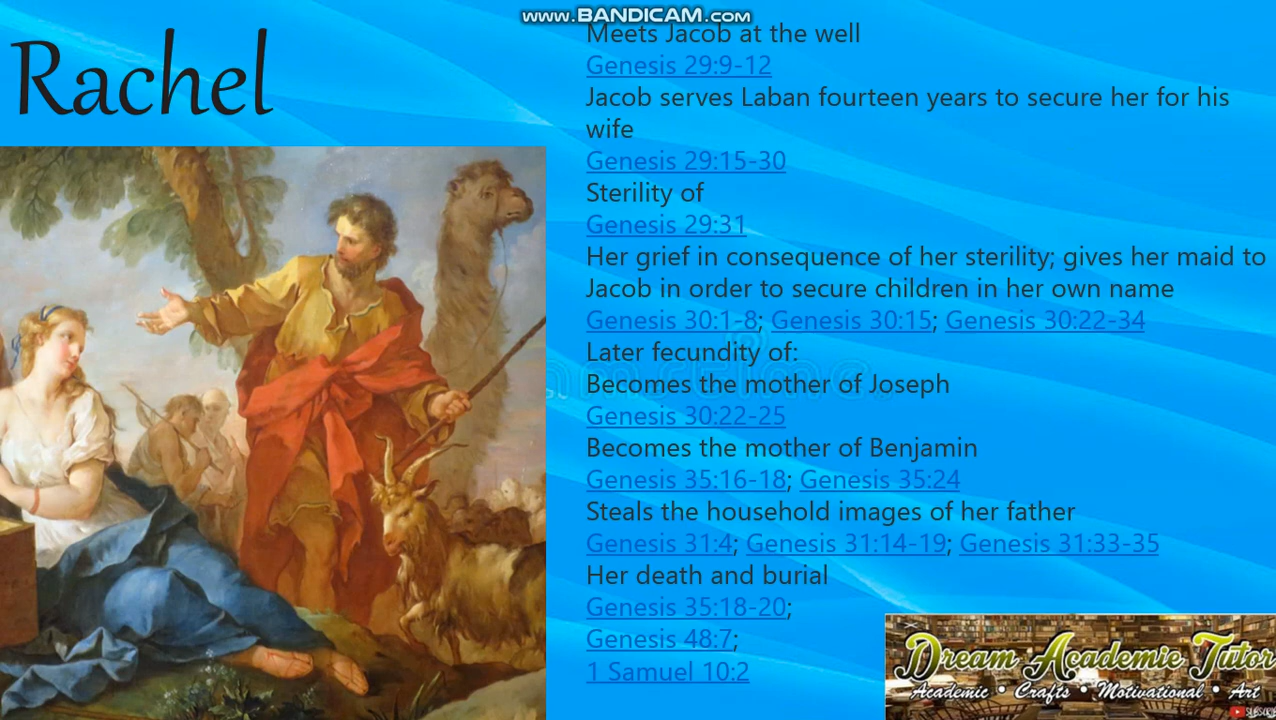 www.BANDICAM.com
Rachel
Meets Jacob at the well
Genesis 29:9-12
Jacob serves Laban fourteen years to secure her for his
wife
Genesis 29:15-30
Sterility of
Genesis 29:31
Her grief in consequence of her sterility; gives her maid to
Jacob in order to secure children in her own name
Genesis 30:1-8; Genesis 30:15; Genesis 30:22-34
Later fecundity of:
Becomes the mother of Joseph
Genesis 30:22-25
Becomes the mother of Benjamin
Genesis 35:16-18; Genesis 35:24
Steals the household images of her father
Genesis 31:4; Genesis 31:14-19; Genesis 31:33-35
Her death and burial
Genesis 35:18-20;
Genesis 48:7;
1 Samuel 10:2
Dream Academic Tutor
Academic • Crafts • Motivational • Art